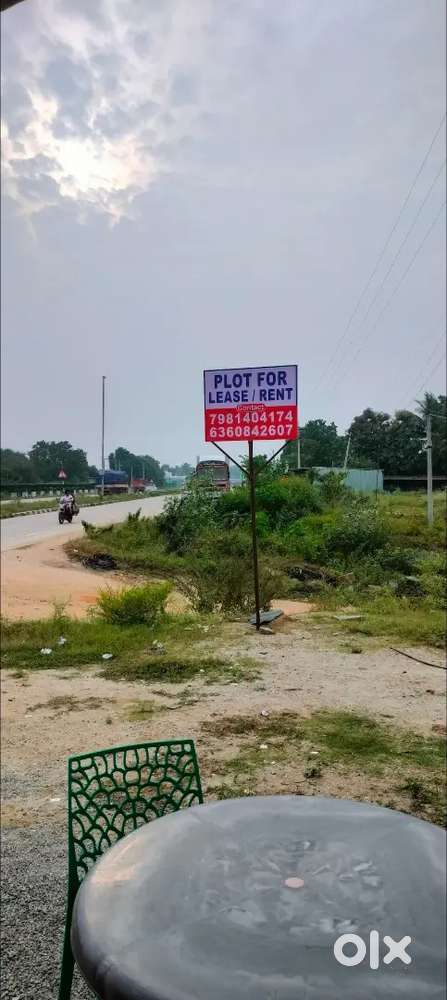 PLOT FOR
LEASE / RENT
Contact
7981404174
6360842607
olx